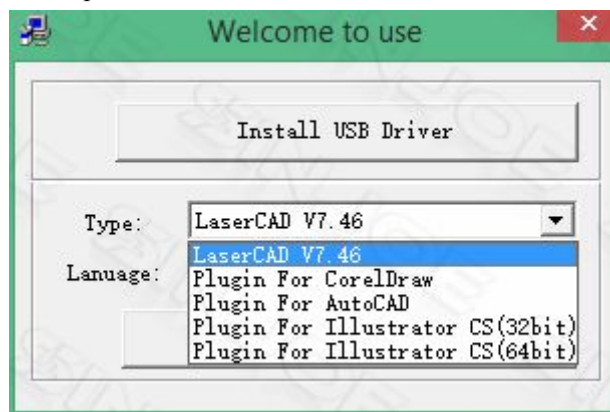 Welcome to use
Install USB Driver
Type: LaserCAD V7.46
Lanuage:
LaserCAD V7.46
Plugin For CorelDraw
Plugin For AutoCAD
Plugin For Illustrator CS(32bit)
Plugin For Illustrator CS(64bit)